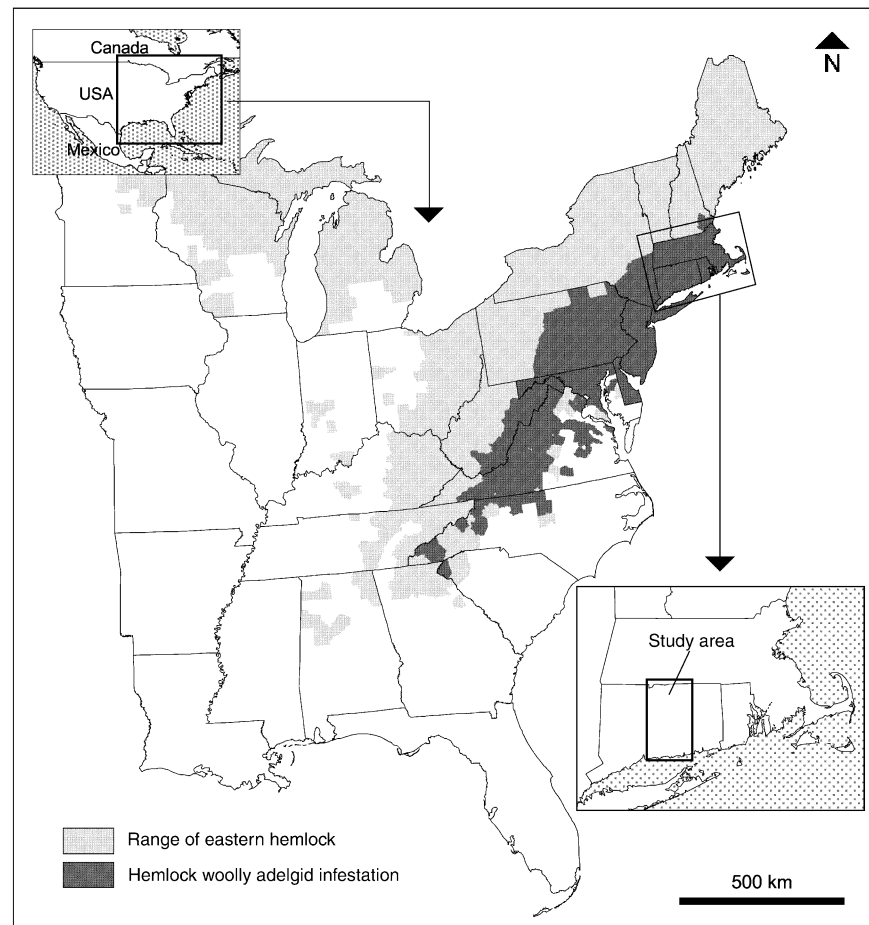 Canada
USA
Mexico
N
Study area
Range of eastern hemlock
Hemlock woolly adelgid infestation
500 km